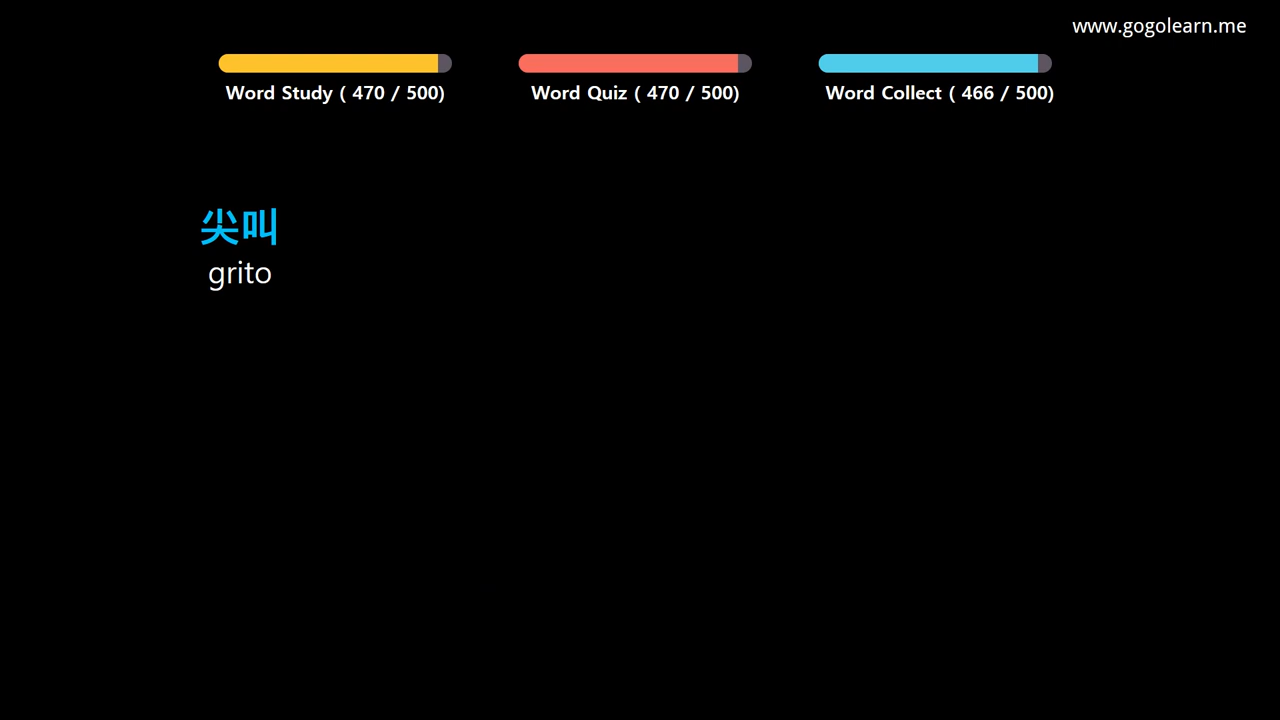 www.gogolearn.me
Word Study ( 470 / 500)
Word Quiz ( 470 / 500)
Word Collect ( 466 / 500)
尖叫
grito